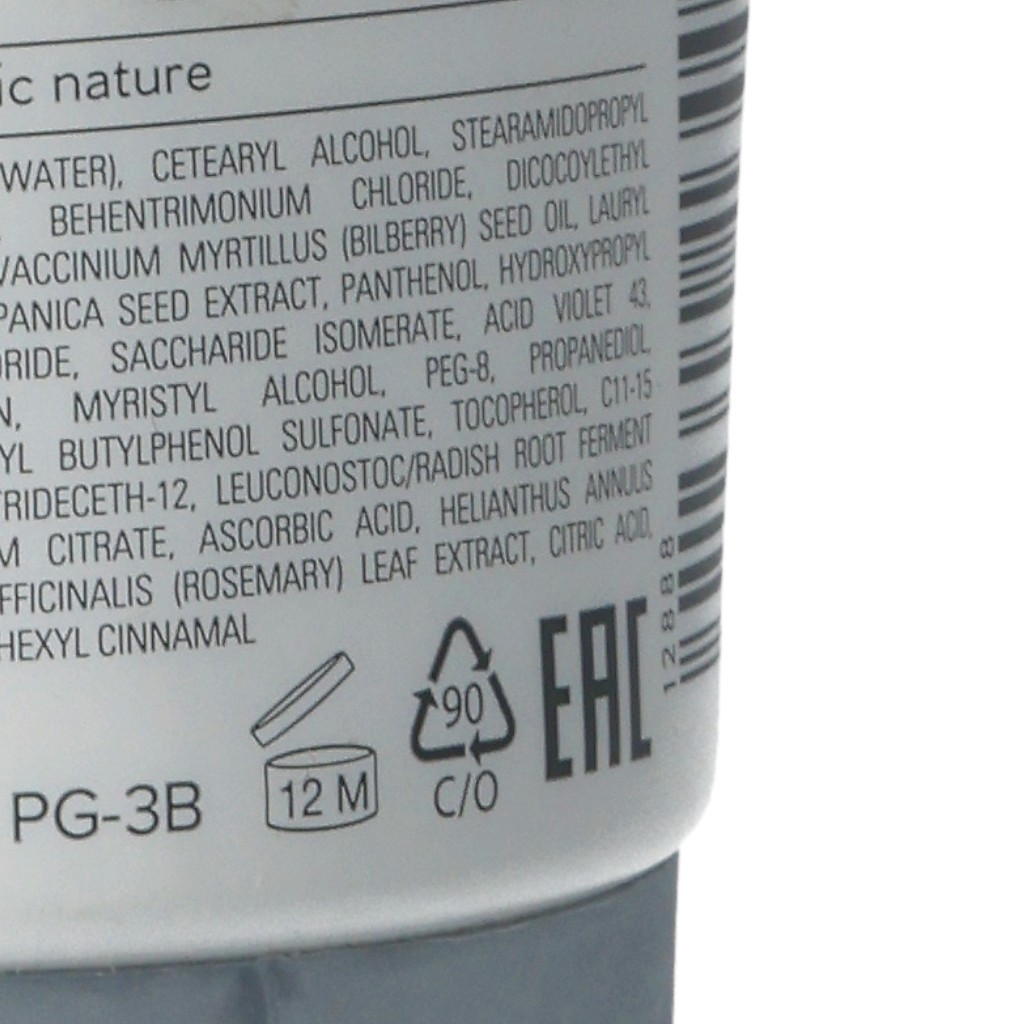 ic nature
WATER), CETEARYL ALCOHOL, STEARAMIDOPROPYL
, BEHENTRIMONIUM CHLORIDE, DICOCOYLETHYL
VACCINIUM MYRTILLUS (BILBERRY) SEED OIL, LAURYL
PANICA SEED EXTRACT, PANTHENOL, HYDROXYPROPYL
ORIDE, SACCHARIDE ISOMERATE, ACID VIOLET 43,
N, MYRISTYL ALCOHOL, PEG-8, PROPANEDIOL,
YL BUTYLPHENOL SULFONATE, TOCOPHEROL, C11-15
TRIDECETH-12, LEUCONOSTOC/RADISH ROOT FERMENT
M CITRATE, ASCORBIC ACID, HELIANTHUS ANNUUS
FFICINALIS (ROSEMARY) LEAF EXTRACT, CITRIC ACID,
HEXYL CINNAMAL
PG-3B
12 M
90
C/O
EAC
12888